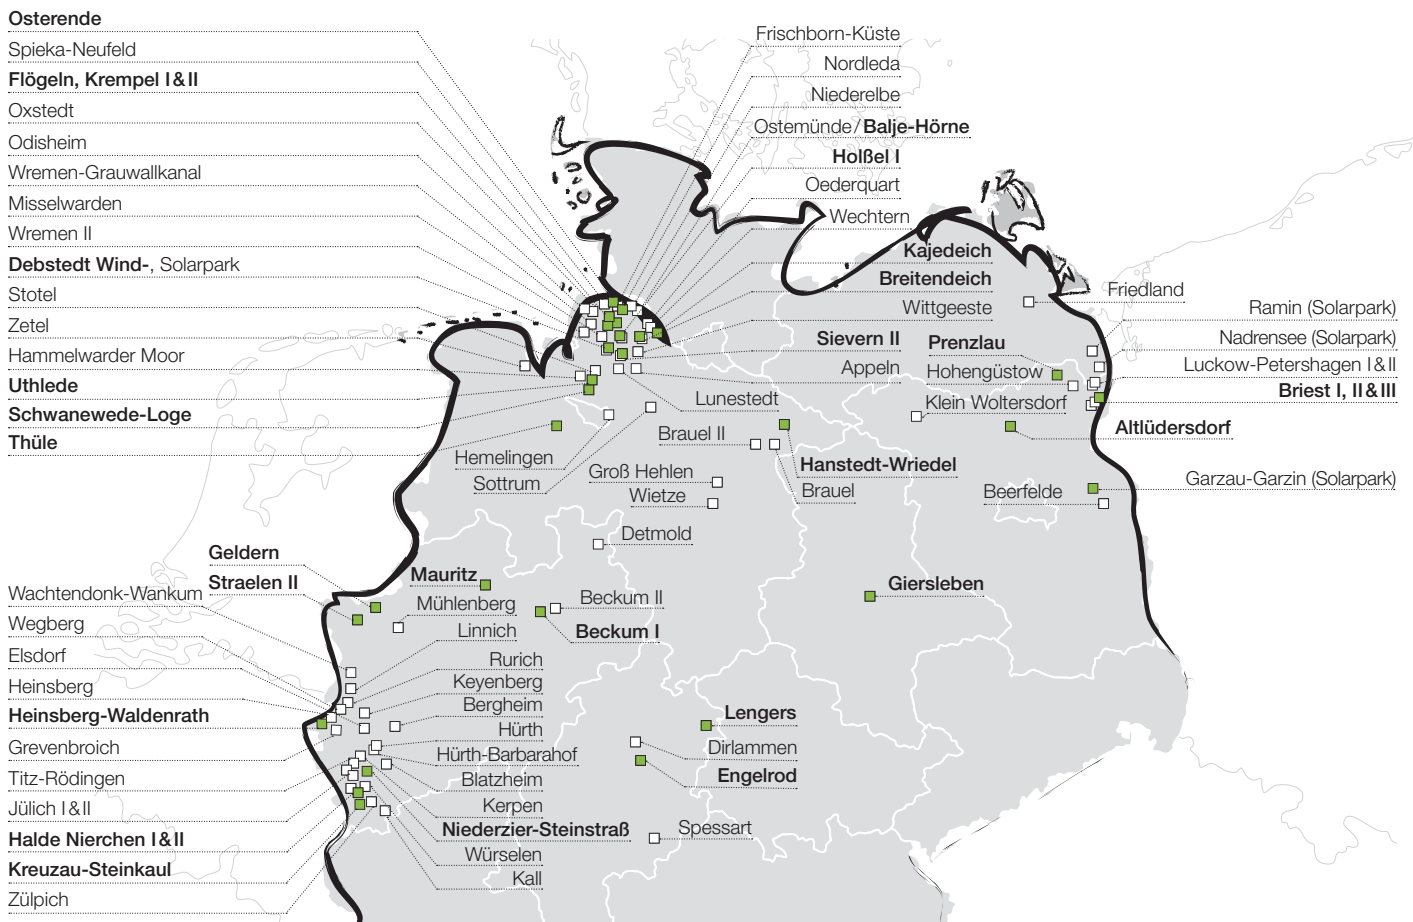 Osterende
Spieka-Neufeld
Flögeln, Krempel I & II
Oxstedt
Odisheim
Wremen-Grauwallkanal
Misselwarden
Wremen II
Debstedt Wind-, Solarpark
Stotel
Zetel
Hammelwarder Moor
Uthlede
Schwanewede-Loge
Thüle
Frischborn-Küste
Nordleda
Niederelbe
Ostemünde/Balje-Hörne
Holßel I
Oederquart
Wechtern
Kajedeich
Breitendeich
Wittgeeste
Sievern II
Appeln
Lunestedt
Hemelingen
Sottrum
Brauel II
Groß Hehlen
Wietze
Detmold
Hanstedt-Wriedel
Brauel
Friedland
Ramin (Solarpark)
Nadrensee (Solarpark)
Luckow-Petershagen I & II
Briest I, II & III
Prenzlau
Hohengüstow
Klein Woltersdorf
Altlüdersdorf
Garzau-Garzin (Solarpark)
Beerfelde
Geldern
Straelen II
Wachtendonk-Wankum
Wegberg
Elsdorf
Heinsberg
Heinsberg-Waldenrath
Grevenbroich
Titz-Rödingen
Jülich I & II
Halde Nierchen I & II
Kreuzau-Steinkaul
Zülpich
Mauritz
Mühlenberg
Linnich
Rurich
Keyenberg
Bergheim
Hürth
Hürth-Barbarahof
Blatzheim
Kerpen
Niederzier-Steinstraß
Würselen
Kall
Beckum II
Beckum I
Giersleben
Lengers
Dirlammen
Engelrod
Spessart